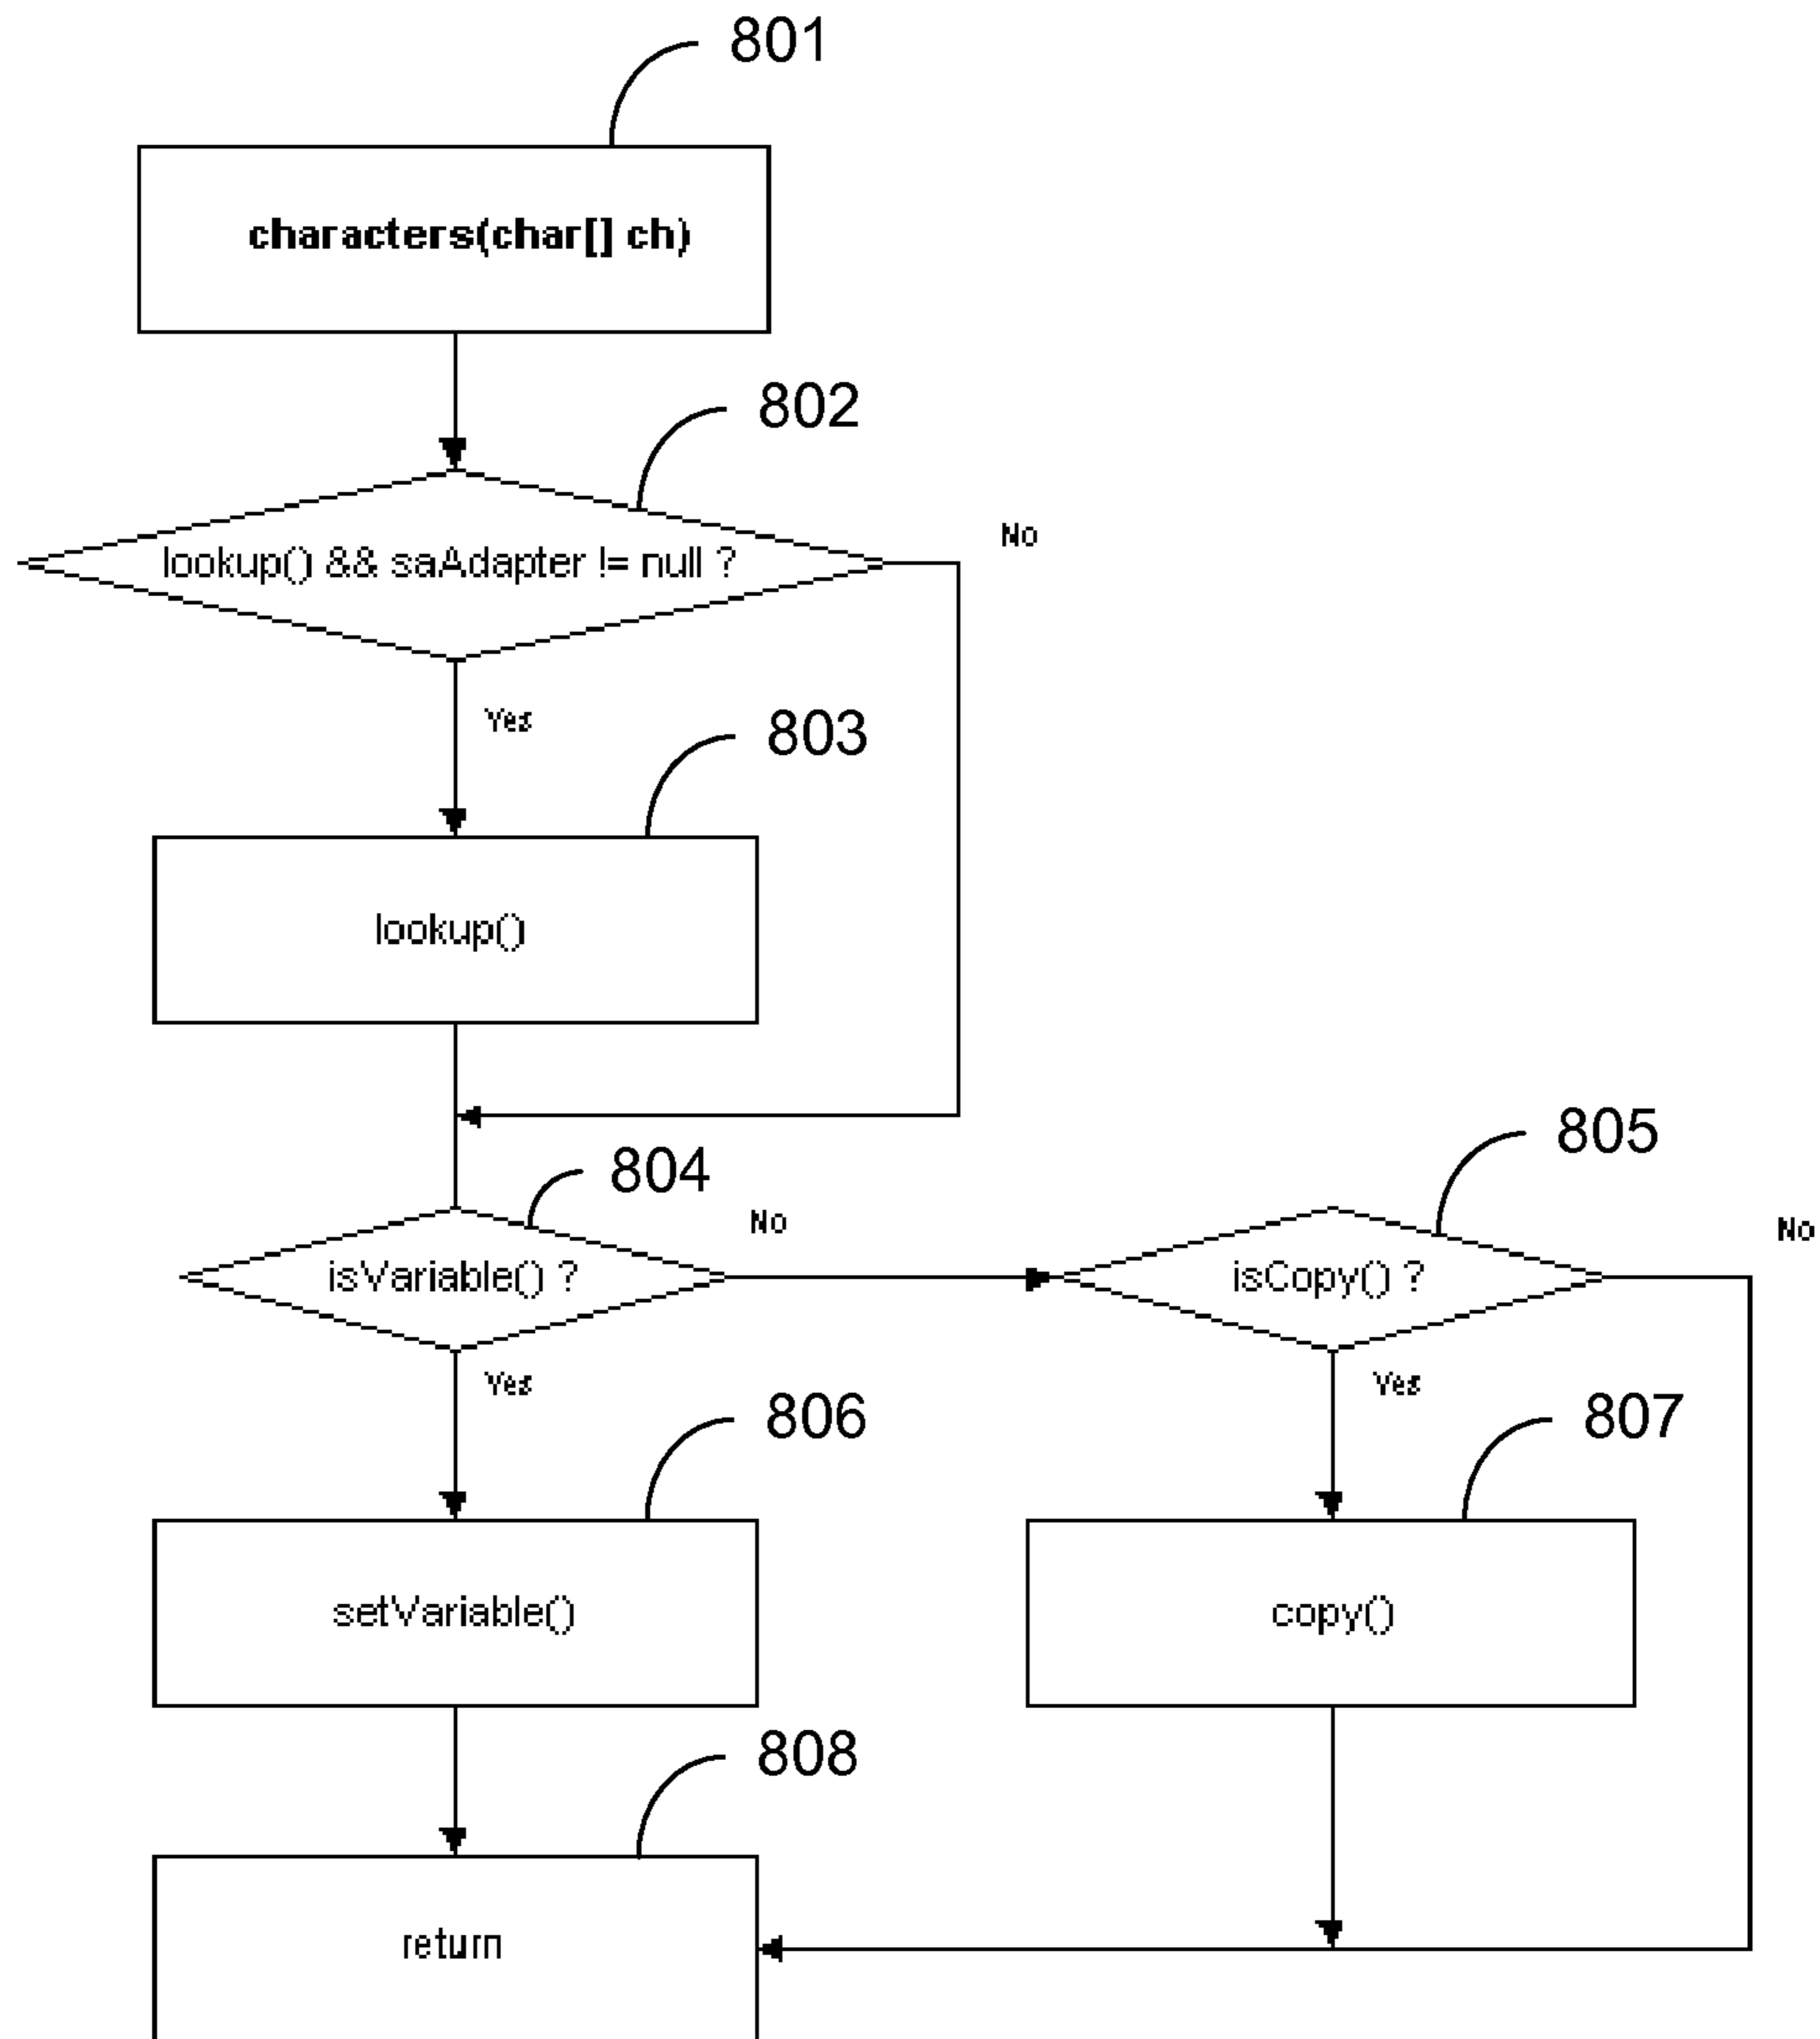 801
characters(char[] ch)
802
lookup() && saAdapter != null ?
No
Yes
803
lookup()
804
805
isVariable() ?
No
isCopy() ?
No
Yes
Yes
806
807
setVariable()
copy()
808
return